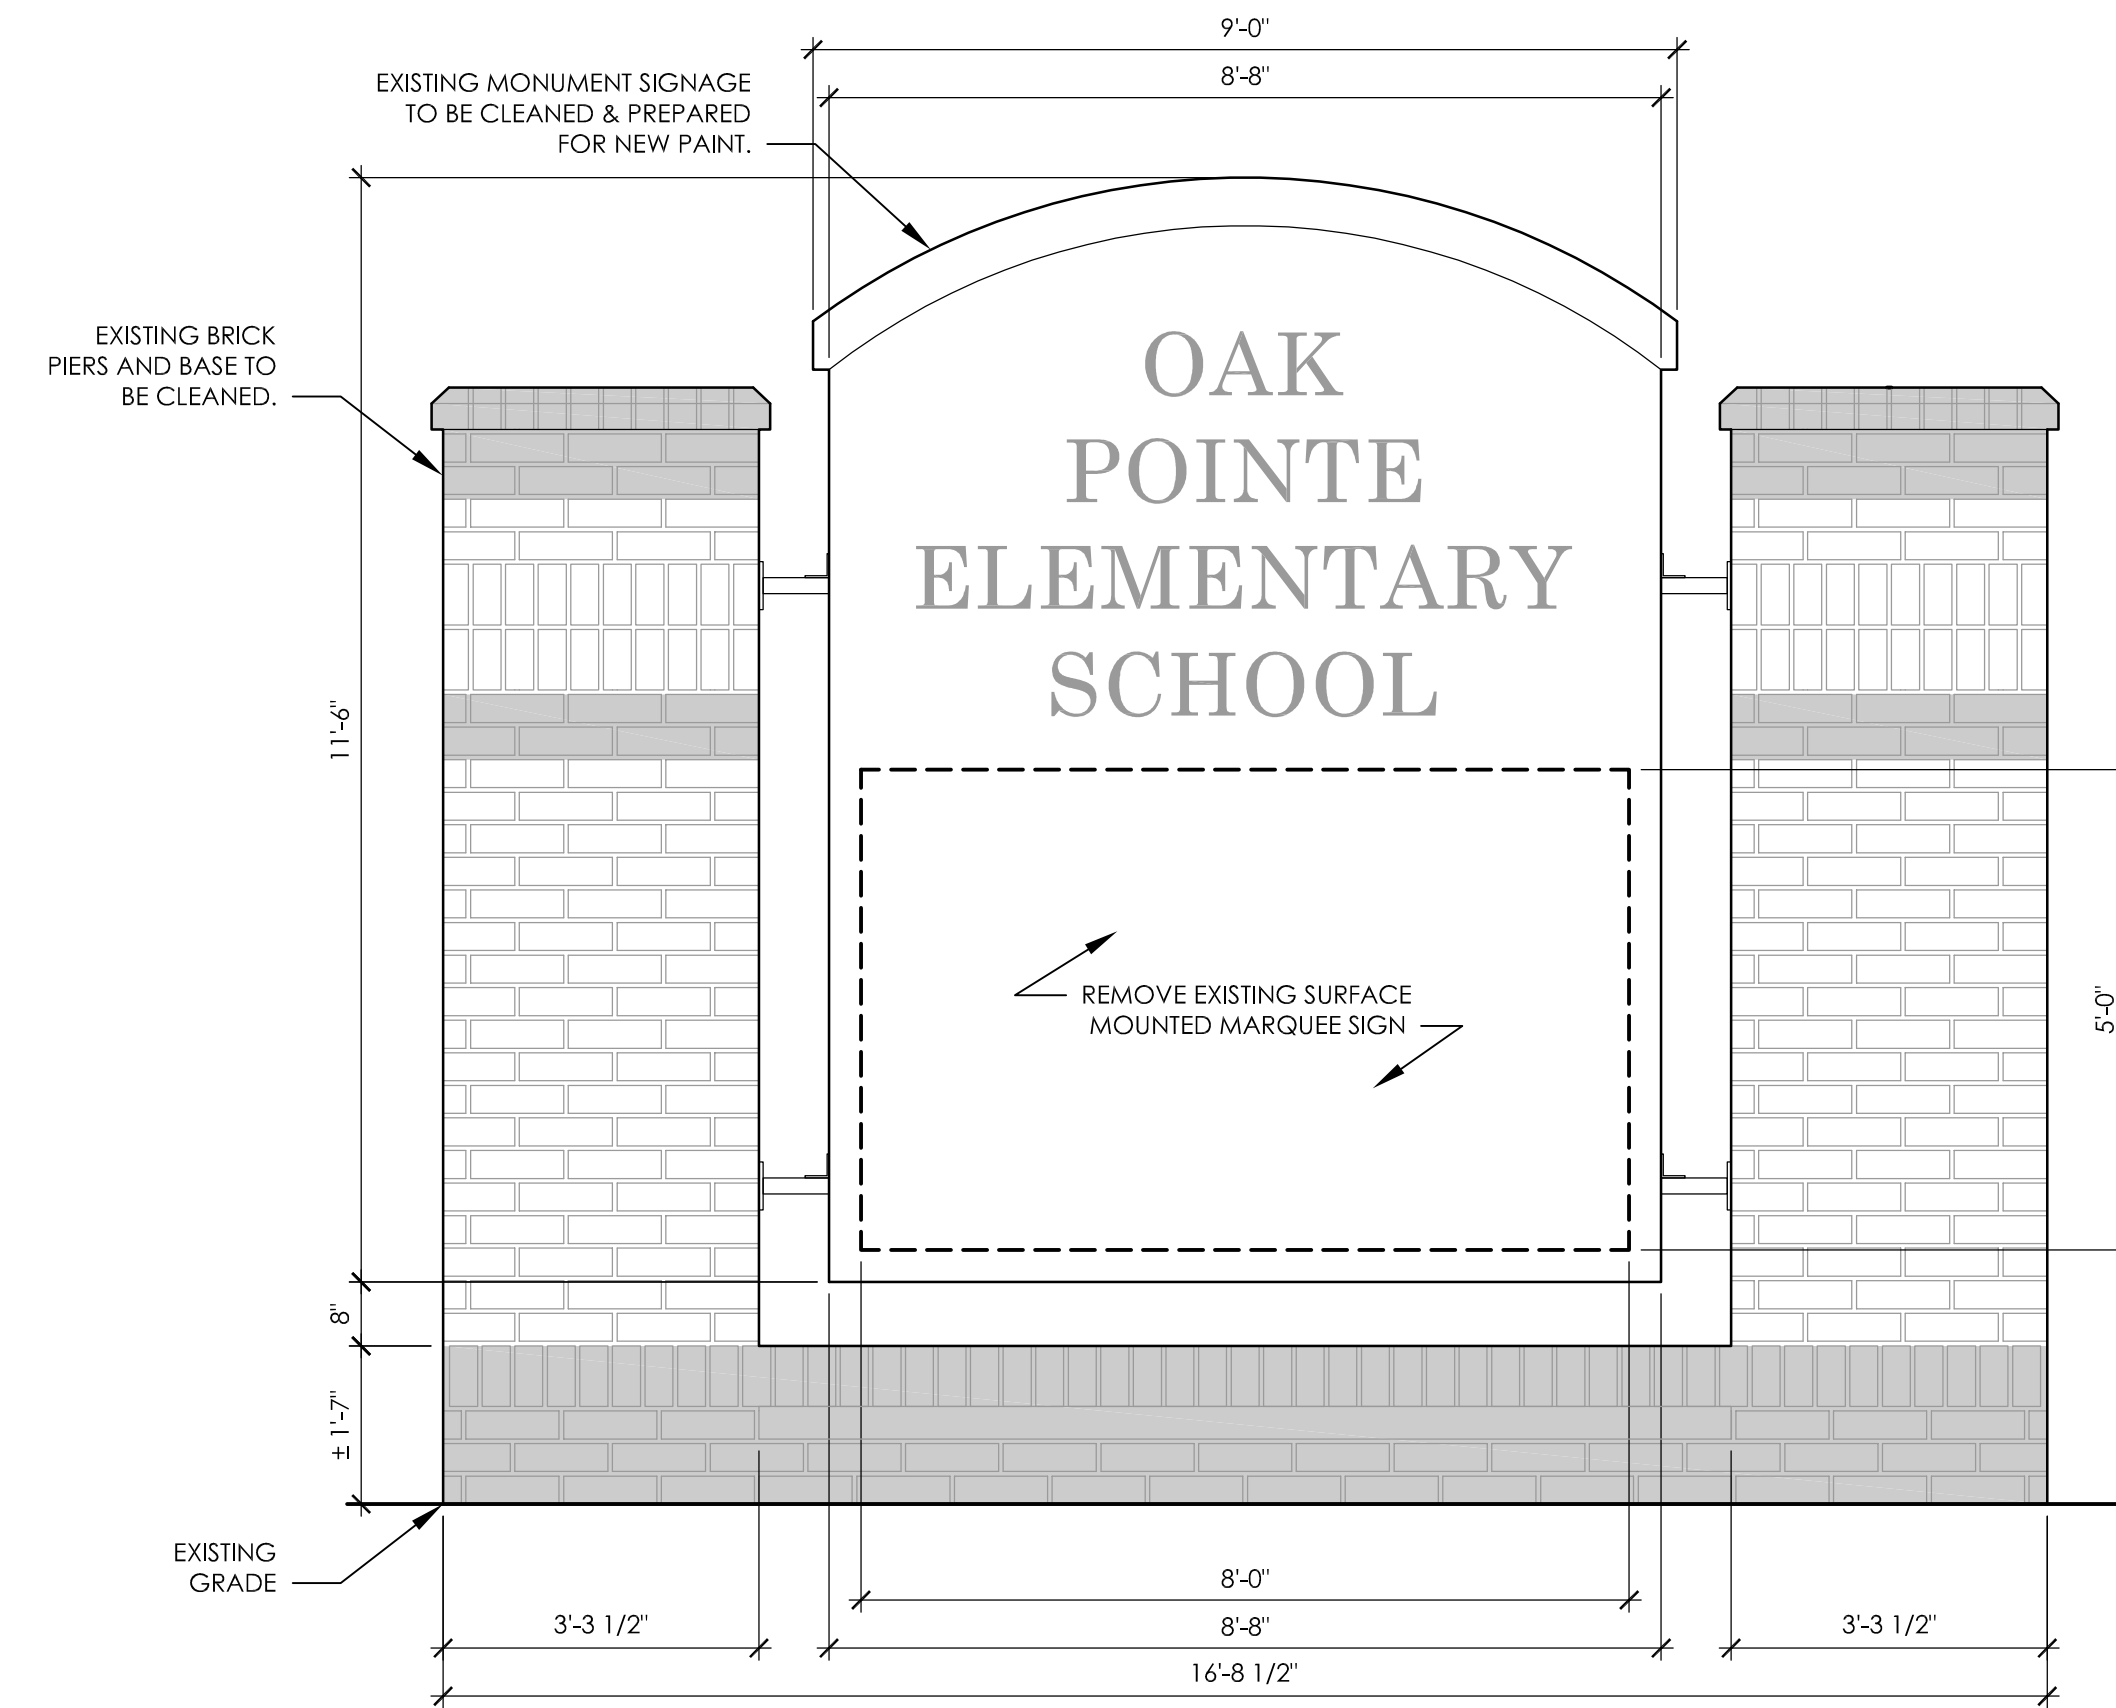 9'-0"
8'-8"
EXISTING MONUMENT SIGNAGE
TO BE CLEANED & PREPARED
FOR NEW PAINT.
EXISTING BRICK
PIERS AND BASE TO
BE CLEANED.
OAK
POINTE
ELEMENTARY
SCHOOL
11'-6"
REMOVE EXISTING SURFACE
MOUNTED MARQUEE SIGN
5'-0"
8"
± 1'-7"
EXISTING
GRADE
8'-0"
3'-3 1/2"
8'-8"
3'-3 1/2"
16'-8 1/2"